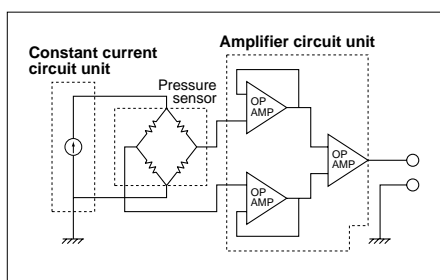 Constant current
circuit unit
Amplifier circuit unit
Pressure
sensor
OP
AMP
OP
AMP
OP
AMP